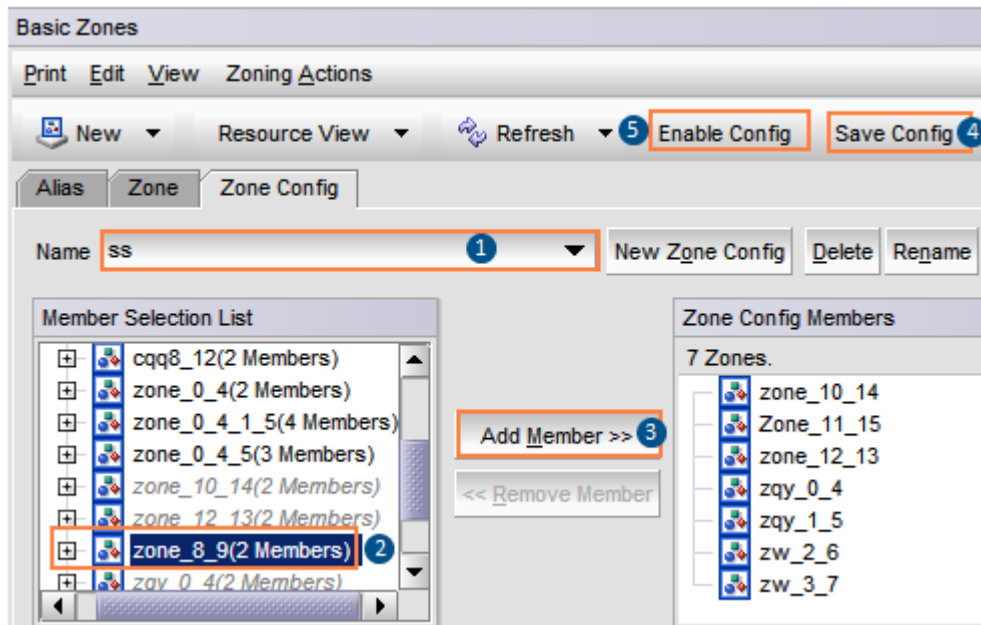 Basic Zones
Print Edit View Zoning Actions
New Resource View Refresh 5 Enable Config Save Config 4
Alias Zone Zone Config
Name ss 1 New Zone Config Delete Rename
Member Selection List
cqq8_12(2 Members)
zone_0_4(2 Members)
zone_0_4_1_5(4 Members)
zone_0_4_5(3 Members)
zone_10_14(2 Members)
zone_12_13(2 Members)
zone_8_9(2 Members) 2
zqy_0_4(2 Members)
Add Member >> 3
<< Remove Member
Zone Config Members
7 Zones.
zone_10_14
Zone_11_15
zone_12_13
zqy_0_4
zqy_1_5
zw_2_6
zw_3_7